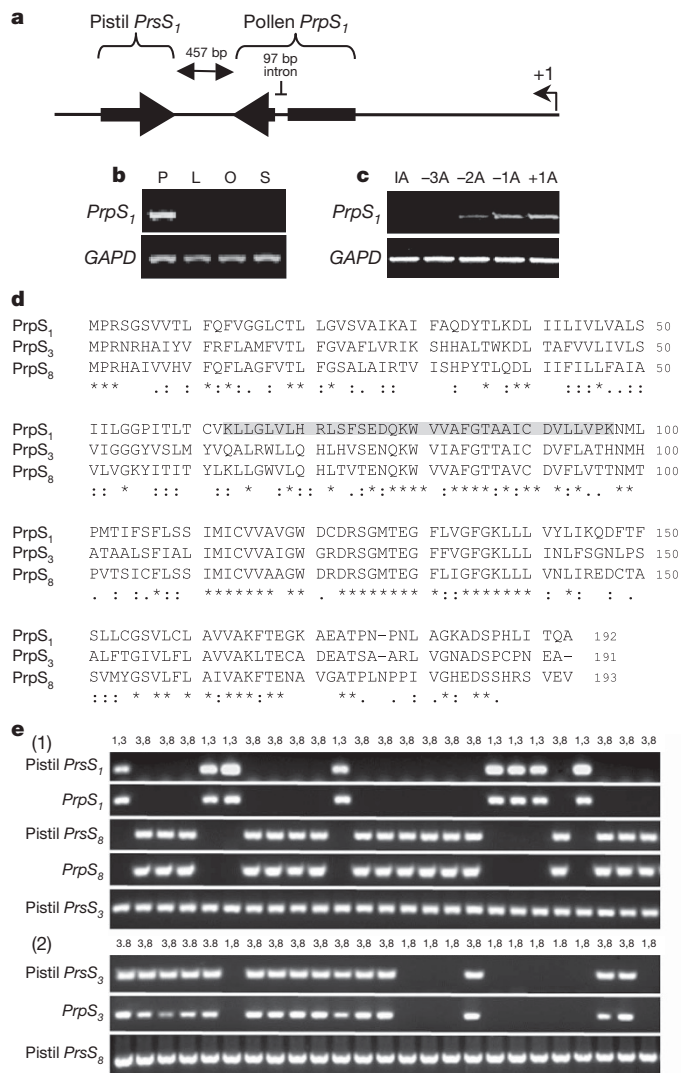 a
Pistil PrsS1 Pollen PrpS1
457 bp
97 bp
intron
+1
b
P L O S
PrpS1
GAPD
c
IA –3A –2A –1A +1A
PrpS1
GAPD
d
PrpS1 MPRSGSVVTL FQFVGGLCTL LGVSVAIKAI FAQDYTLKDL IILIVLVALS 50
PrpS3 MPRNRHAIYV FRFLAMFVTL FGVAFLVRIK SHHALTWKDL TAFVVLIVLS 50
PrpS8 MPRHAIVVHV FQFLAGFVTL FGSALAIRTV ISHPYTLQDL IIFILLFAIA 50
*** .: : *:*: :** :* : :: * :** :::*:..::
PrpS1 IILGGPITLT CVKLLGLVLH RLSFSEDQKW VVAFGTAAIC DVLLVPKNML 100
PrpS3 VIGGGYVSLM YQALRWLLQ HLHVSENQKW VIAFGTAAVC DVFLATHNMM 100
PrpS8 VLVGKYITIT YLKLLGWVLQ HLTVTENQKW VVAFGTTAVC DVFLVTTNMT 100
:: * ::: * ::: :* .:*:**** *:****:*:* **:*.. **
PrpS1 PMTIFSFLSS IMICVVAVGW DCDRSGMTEG FLVGFGKLLL VYLIKQDFTF 150
PrpS3 ATAALSFIAL IMICVVAIGW GRDRSGMTEG FFVGFGKLLL INLFSGNLPS 150
PrpS8 PVTSICFLSS IMICVVAAGW DRDRSGMTEG FLIGFGKLLL VNLIREDCTA 150
. : :.*:: ******* ** . ******** *::******* : *: : .
PrpS1 SLLCGSVLCL AVVAKFTEGK AEATPN–PNL AGKADSPHLI TQA 192
PrpS3 ALFTGIVLFL AVVAKLTECA DEATSA–ARL VGNADSPCPN EA– 191
PrpS8 SVMYGSVLFL AIVAKFTENA VGATPLNPPI VGHEDSSHRS VEV 193
::: * ** * *:***:** **. . : .*: **.
e
(1)
1,3 3,8 3,8 3,8 1,3 1,3 3,8 3,8 3,8 3,8 1,3 3,8 3,8 3,8 3,8 3,8 3,8 1,3 1,3 1,3 3,8 1,3 3,8 3,8 3,8
Pistil PrsS1
PrpS1
Pistil PrsS8
PrpS8
Pistil PrsS3
(2)
3,8 3,8 3,8 3,8 3,8 1,8 3,8 3,8 3,8 3,8 3,8 3,8 3,8 1,8 1,8 1,8 3,8 1,8 1,8 1,8 1,8 1,8 3,8 3,8 1,8
Pistil PrsS3
PrpS3
Pistil PrsS8